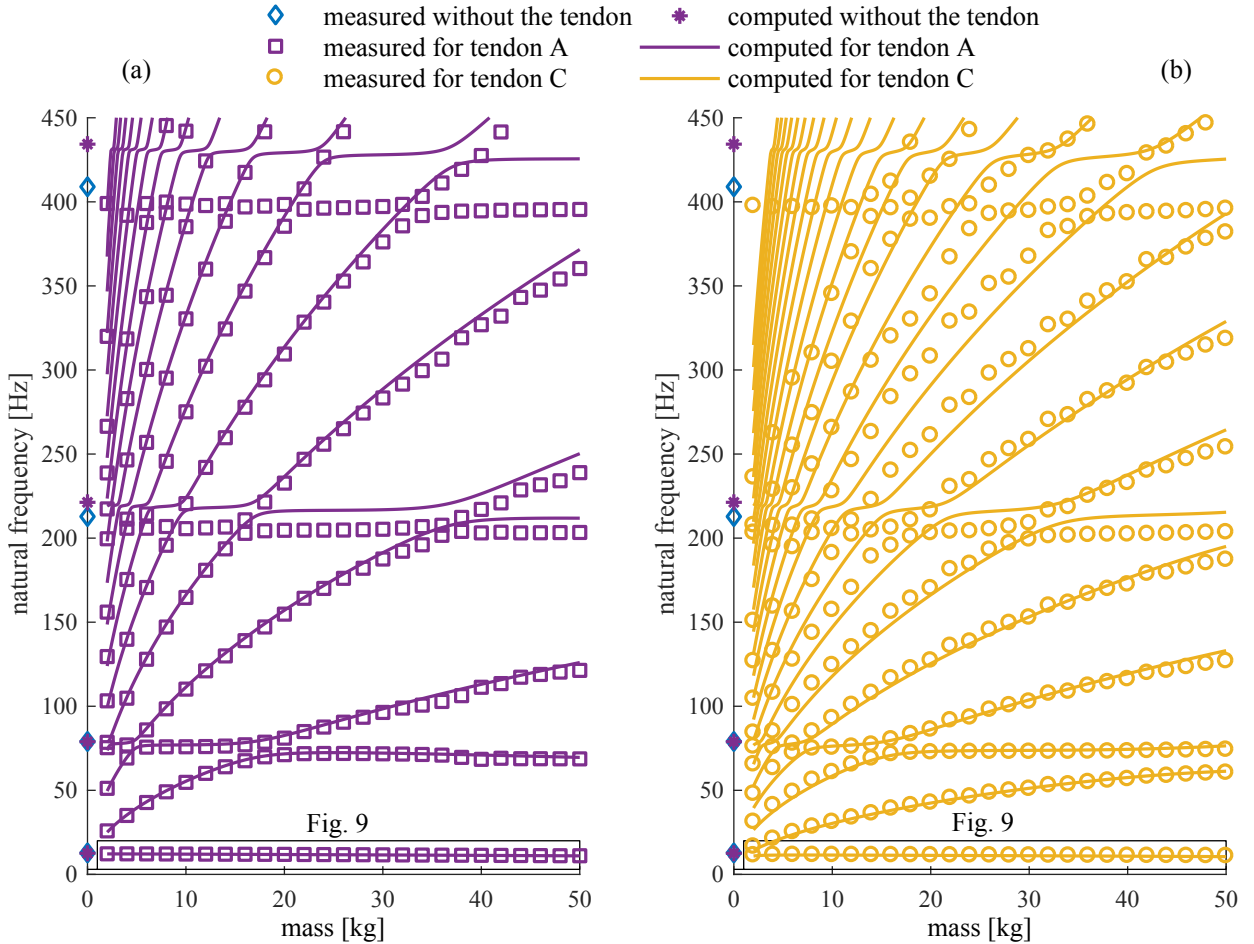 measured without the tendon
computed without the tendon
measured for tendon A
computed for tendon A
measured for tendon C
computed for tendon C
(a)
(b)
450
400
350
300
250
200
150
100
50
0
natural frequency [Hz]
Fig. 9
0 10 20 30 40 50
mass [kg]
450
400
350
300
250
200
150
100
50
0
natural frequency [Hz]
Fig. 9
0 10 20 30 40 50
mass [kg]